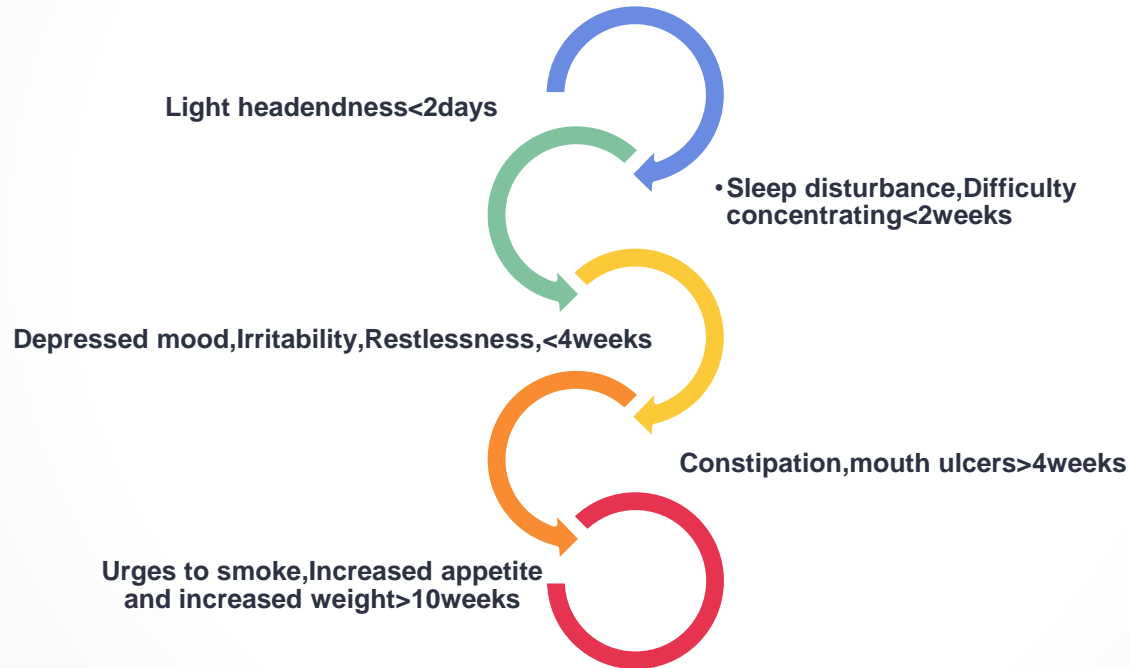 Light headendness<2days
•Sleep disturbance,Difficulty
concentrating<2weeks
Depressed mood,Irritability,Restlessness,<4weeks
Constipation,mouth ulcers>4weeks
Urges to smoke,Increased appetite
and increased weight>10weeks